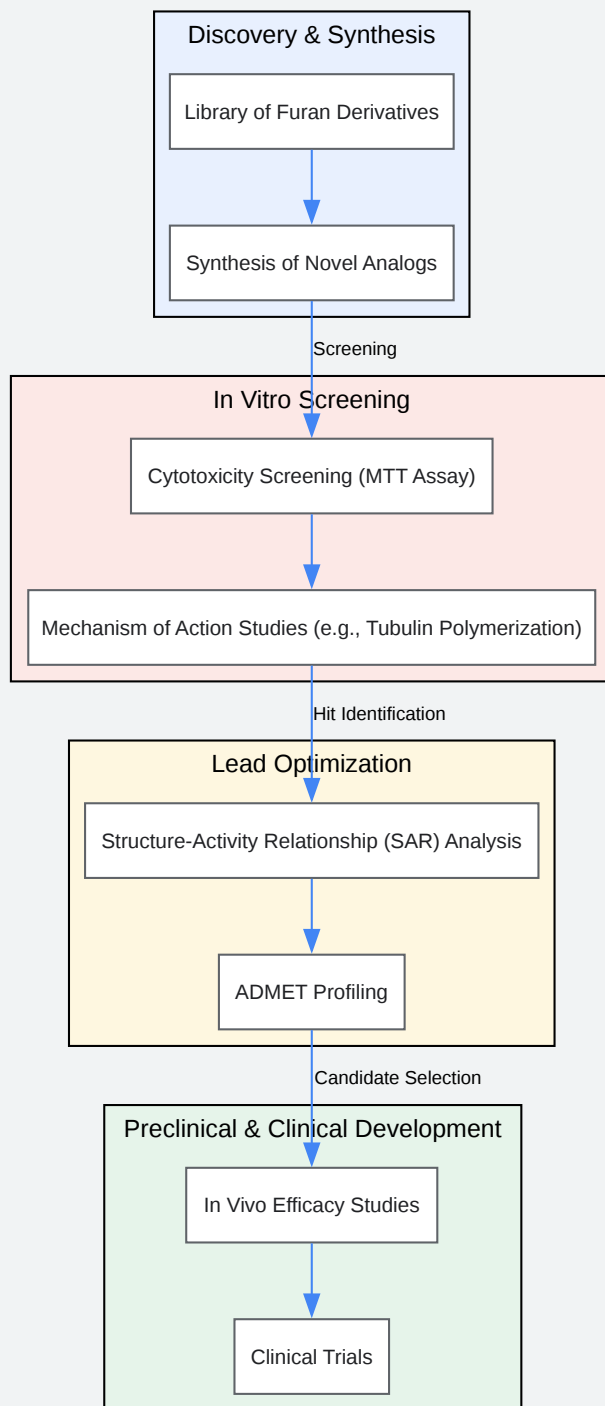 Discovery & Synthesis
Library of Furan Derivatives
Synthesis of Novel Analogs
Screening
In Vitro Screening
Cytotoxicity Screening (MTT Assay)
Mechanism of Action Studies (e.g., Tubulin Polymerization)
Hit Identification
Lead Optimization
Structure-Activity Relationship (SAR) Analysis
ADMET Profiling
Candidate Selection
Preclinical & Clinical Development
In Vivo Efficacy Studies
Clinical Trials